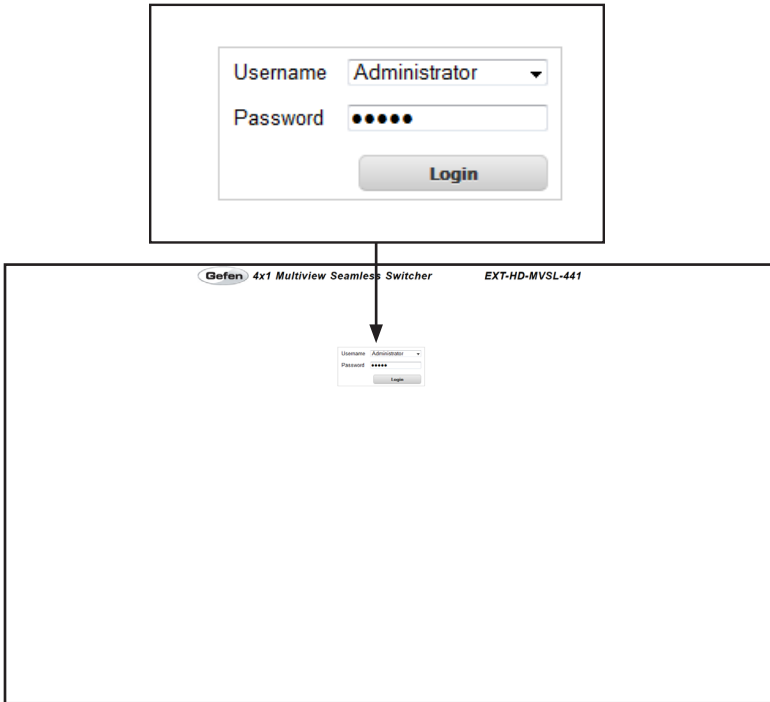 Username Administrator
Password •••••
Login
Gefen 4x1 Multiview Seamless Switcher EXT-HD-MVSL-441
Username Administrator
Password •••••
Login